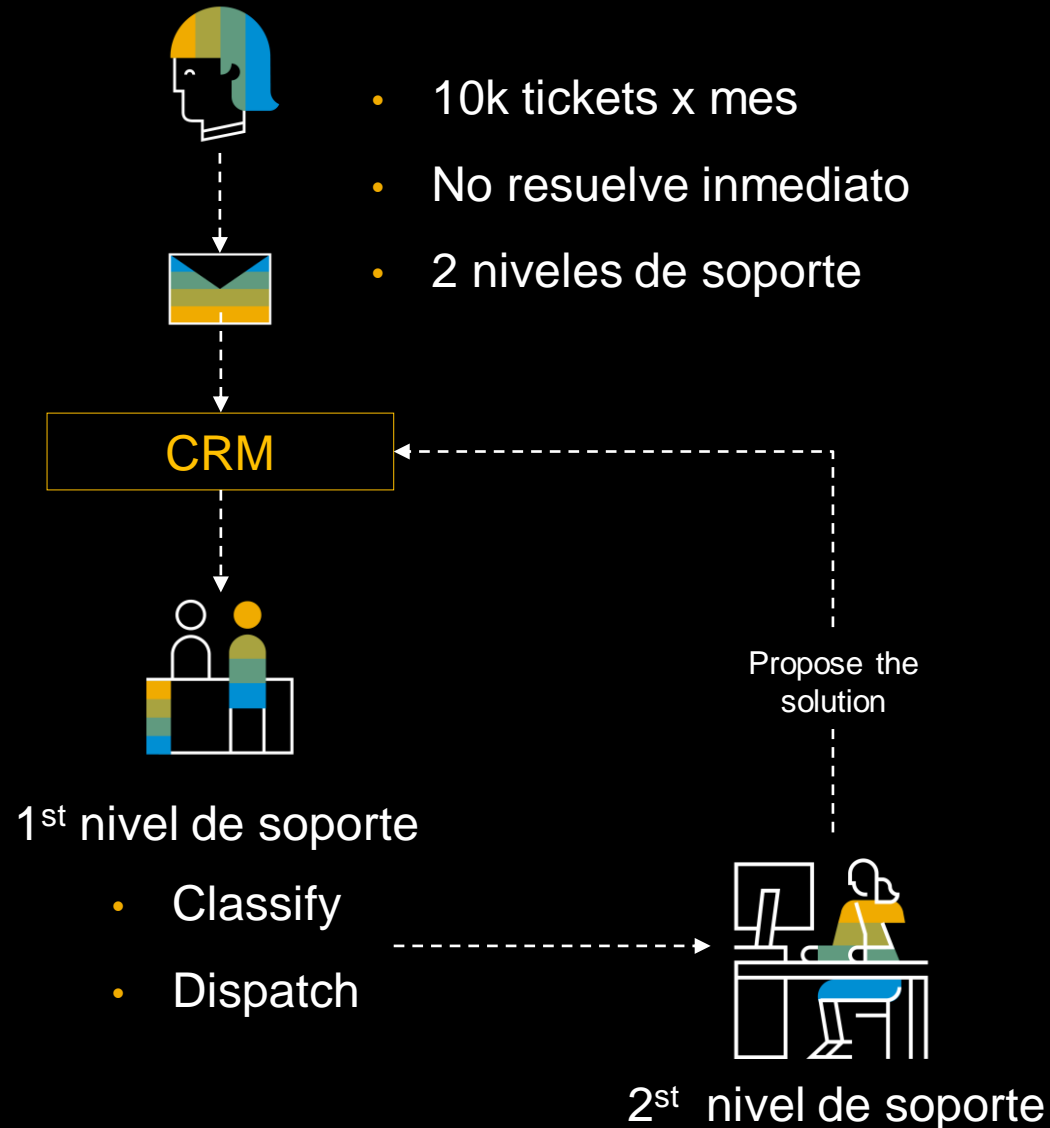 • 10k tickets x mes
• No resuelve inmediato
• 2 niveles de soporte
CRM
Propose the
solution
1st nivel de soporte
• Classify
• Dispatch
2st nivel de soporte